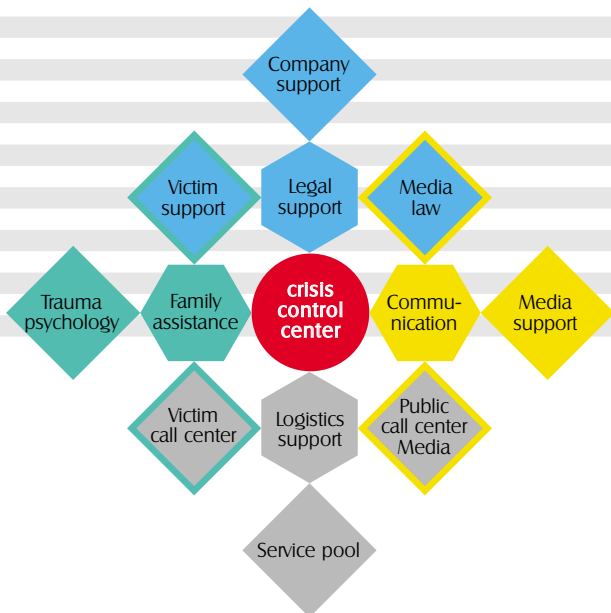 Company
support
Victim
support
Legal
support
Media
law
Trauma
psychology
Family
assistance
crisis
control
center
Commu-
nication
Media
support
Victim
call center
Logistics
support
Public
call center
Media
Service pool